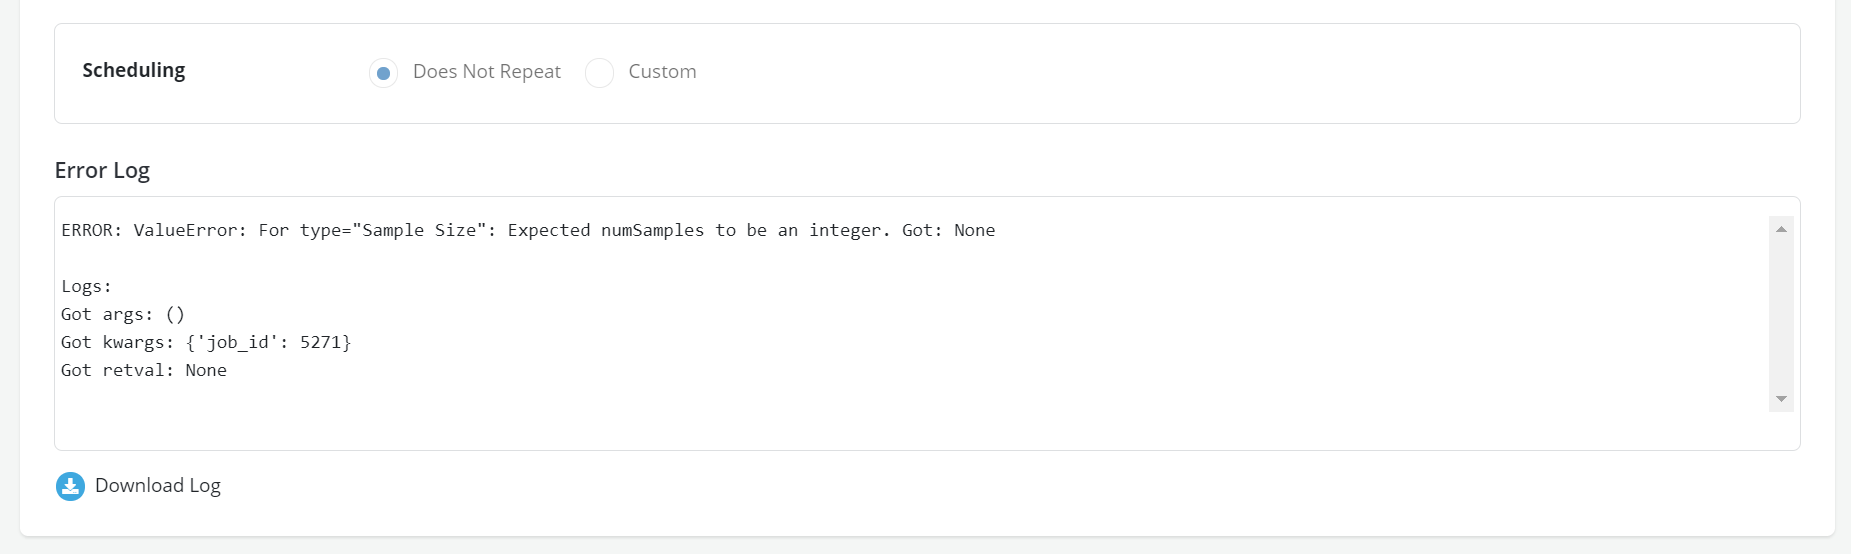 Scheduling
Does Not Repeat
Custom
Error Log
ERROR: ValueError: For type="Sample Size": Expected numSamples to be an integer. Got: None
Logs:
Got args: ()
Got kwargs: {'job_id': 5271}
Got retval: None
Download Log